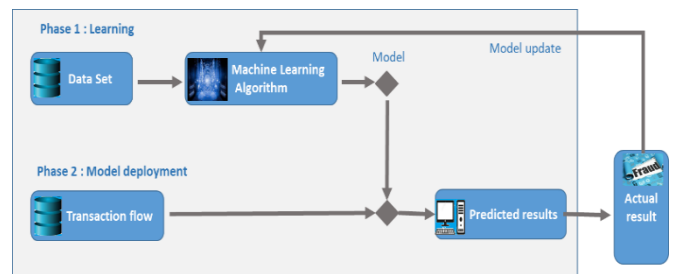 Phase 1 : Learning
Data Set
Machine Learning
Algorithm
Model
Model update
Phase 2 : Model deployment
Transaction flow
Predicted results
Fraud
Actual
result